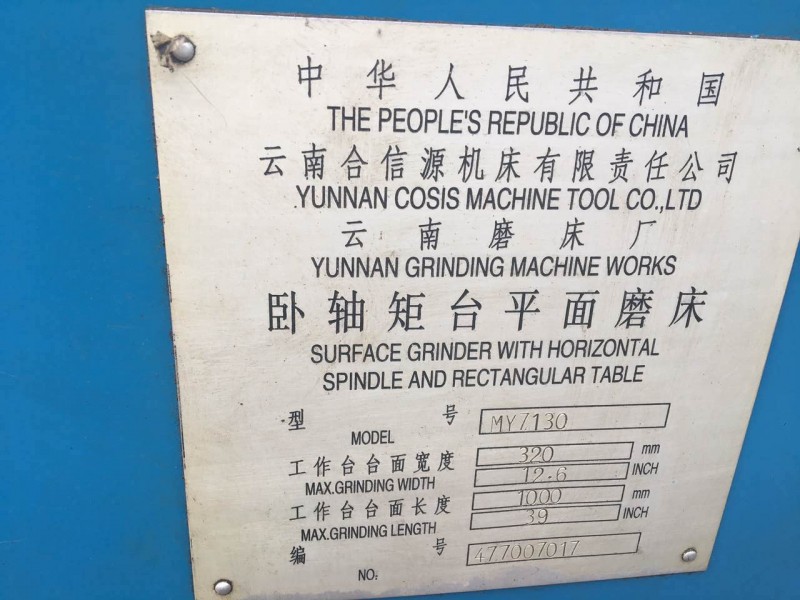 中华人民共和国
THE PEOPLE'S REPUBLIC OF CHINA
云南合信源机床有限责任公司
YUNNAN COSIS MACHINE TOOL CO.,LTD
云南磨床厂
YUNNAN GRINDING MACHINE WORKS
卧轴矩台平面磨床
SURFACE GRINDER WITH HORIZONTAL
SPINDLE AND RECTANGULAR TABLE
型号 MY7130
MODEL
工作台台面宽度 320 mm
MAX.GRINDING WIDTH 12.6 INCH
工作台台面长度 1000 mm
MAX.GRINDING LENGTH 39 INCH
编号 477007017
NO: